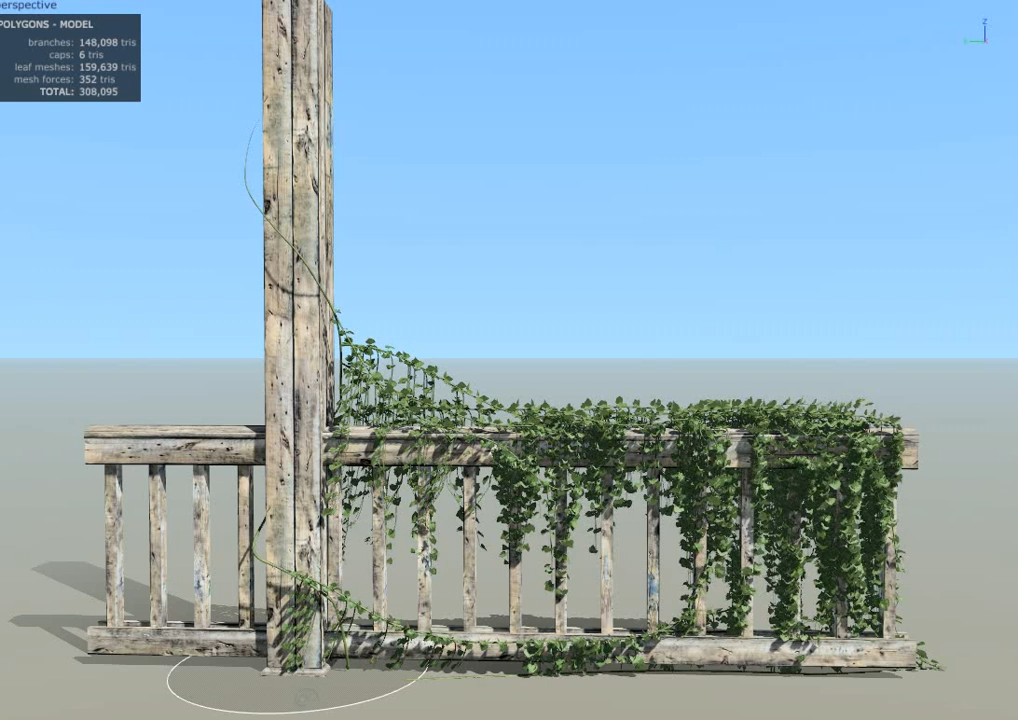 perspective
POLYGONS - MODEL
branches: 148,098 tris
caps: 6 tris
leaf meshes: 159,639 tris
mesh forces: 352 tris
TOTAL: 308,095
Z